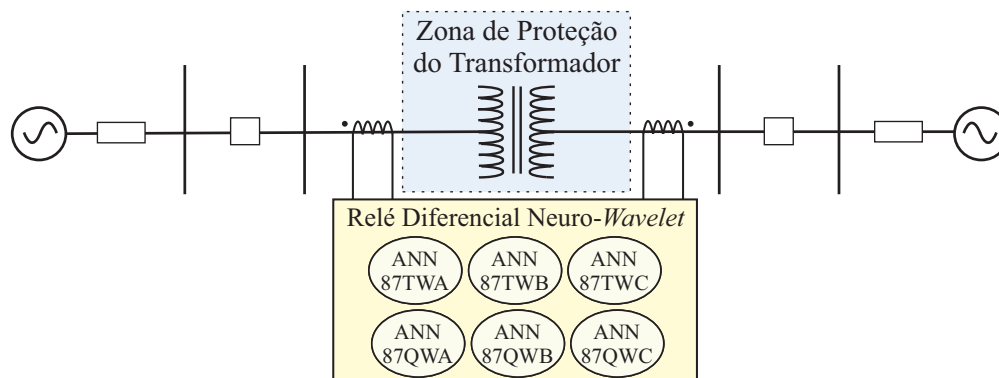 Zona de Proteção
do Transformador
Relé Diferencial Neuro-Wavelet
ANN
87TWA
ANN
87TWB
ANN
87TWC
ANN
87QWA
ANN
87QWB
ANN
87QWC